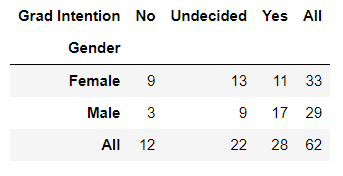 Grad Intention No Undecided Yes All
Gender
Female 9 13 11 33
Male 3 9 17 29
All 12 22 28 62